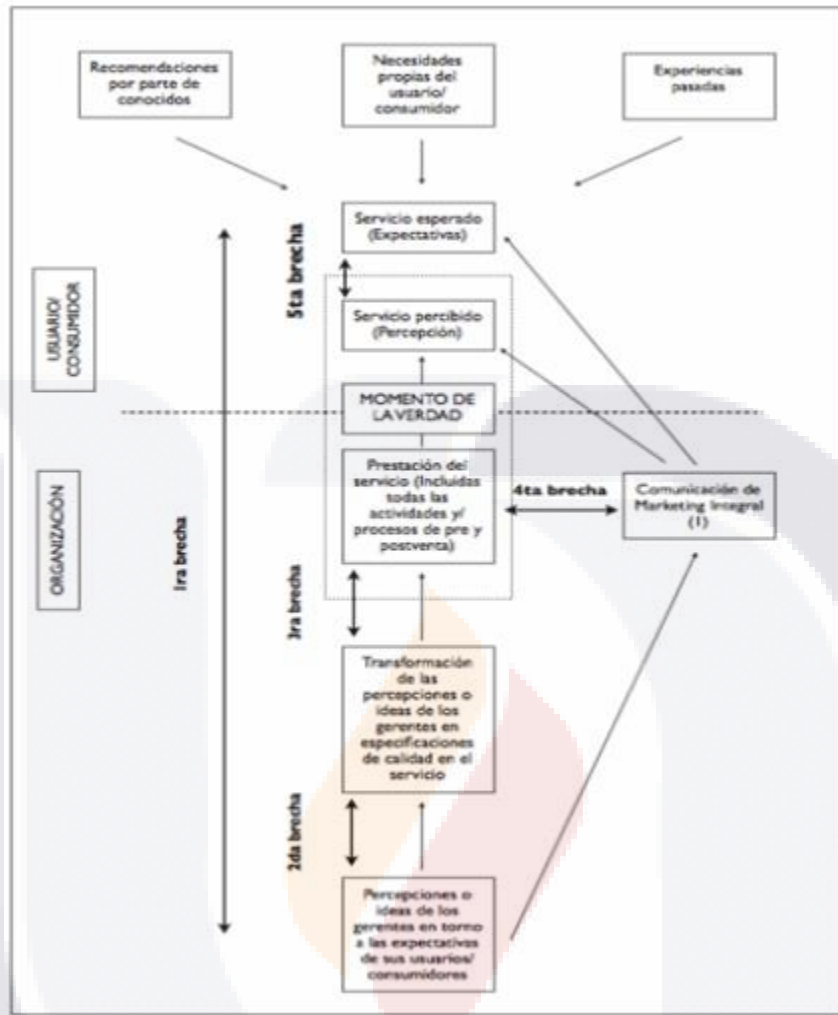 Recomendaciones
por parte de
conocidos
Necesidades
propias del
usuario/
consumidor
Experiencias
pasadas
Servicio esperado
(Expectativas)
5ta brecha
Servicio percibido
(Percepción)
USUARIO/
CONSUMIDOR
MOMENTO DE
LA VERDAD
Prestación del
servicio (Incluidas
todas las
actividades y/
procesos de pre y
postventa)
4ta brecha
Comunicación de
Marketing Integral
(1)
ORGANIZACIÓN
1ra brecha
3ra brecha
Transformación
de las
percepciones o
ideas de los
gerentes en
especificaciones
de calidad en el
servicio
2da brecha
Percepciones o
ideas de los
gerentes en torno
a las expectativas
de sus usuarios/
consumidores